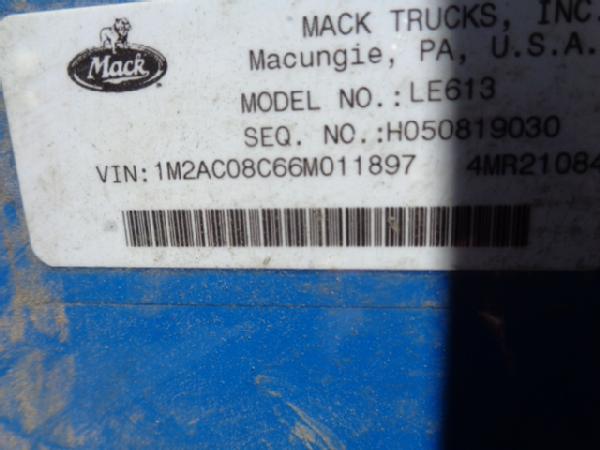 Mack
MACK TRUCKS, INC.
Macungie, PA, U.S.A.
MODEL NO.:LE613
SEQ. NO.:H050819030
VIN:1M2AC08C66M011897 4MR21084